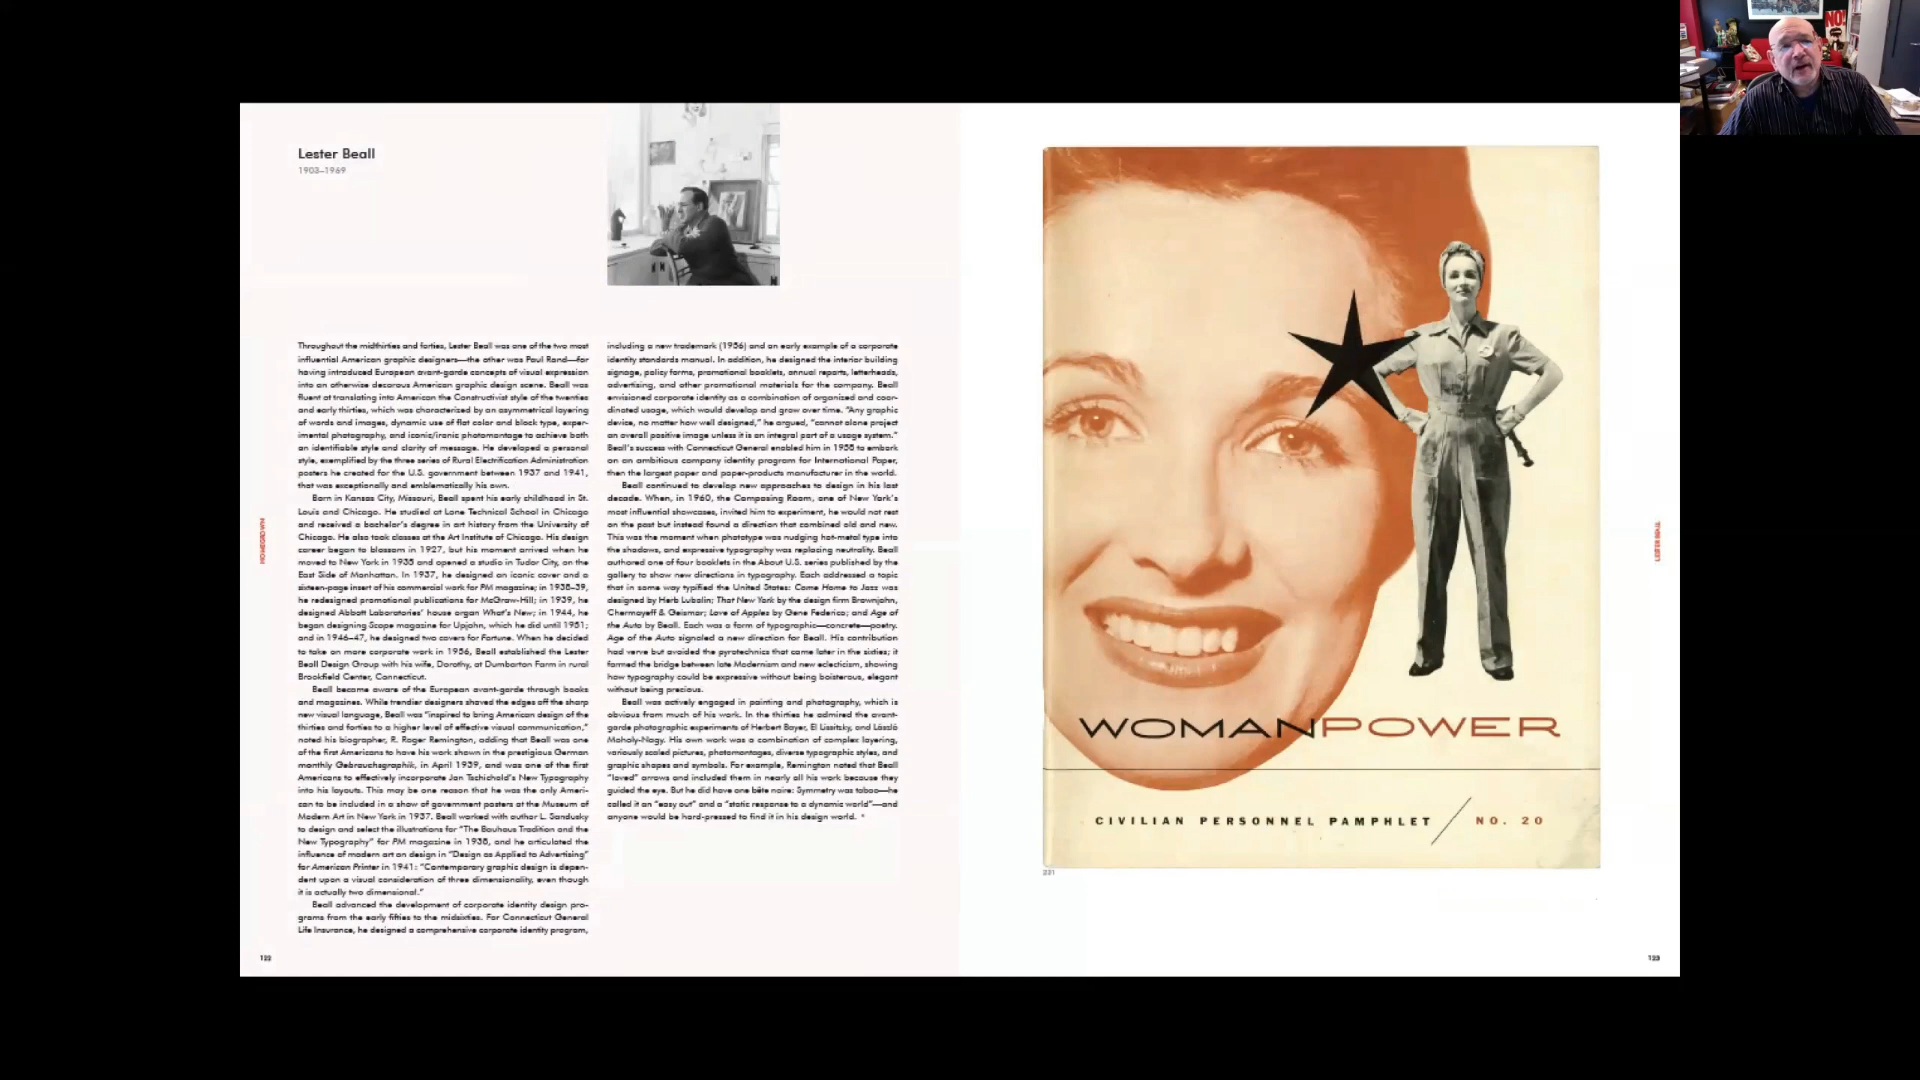 Lester Beall
1903–1969
Throughout the midthirties and forties, Lester Beall was one of the two most
influential American graphic designers—the other was Paul Rand—for
having introduced European avant-garde concepts of visual expression
into an otherwise decorous American graphic design scene. Beall was
fluent at translating into American the Constructivist style of the twenties
and early thirties, which was characterized by an asymmetrical layering
of words and images, dynamic use of flat color and block type, exper-
imental photography, and iconic/ironic photomontage to achieve both
an identifiable style and clarity of message. He developed a personal
style, exemplified by the three series of Rural Electrification Administration
posters he created for the U.S. government between 1937 and 1941,
that was exceptionally and emblematically his own.
Born in Kansas City, Missouri, Beall spent his early childhood in St.
Louis and Chicago. He studied at Lane Technical School in Chicago
and received a bachelor's degree in art history from the University of
Chicago. He also took classes at the Art Institute of Chicago. His design
career began to blossom in 1927, but his moment arrived when he
moved to New York in 1935 and opened a studio in Tudor City, on the
East Side of Manhattan. In 1937, he designed an iconic cover and a
sixteen-page insert of his commercial work for PM magazine; in 1938–39,
he redesigned promotional publications for McGraw-Hill; in 1939, he
designed Abbott Laboratories' house organ What's New; in 1944, he
began designing Scope magazine for Upjohn, which he did until 1951;
and in 1946–47, he designed two covers for Fortune. When he decided
to take on more corporate work in 1956, Beall established the Lester
Beall Design Group with his wife, Dorothy, at Dumbarton Farm in rural
Brookfield Center, Connecticut.
Beall became aware of the European avant-garde through books
and magazines. While trendier designers shaved the edges off the sharp
new visual language, Beall was "inspired to bring American design of the
thirties and forties to a higher level of effective visual communication,"
noted his biographer, R. Roger Remington, adding that Beall was one
of the first Americans to have his work shown in the prestigious German
monthly Gebrauchsgraphik, in April 1939, and was one of the first
Americans to effectively incorporate Jan Tschichold's New Typography
into his layouts. This may be one reason that he was the only Ameri-
can to be included in a show of government posters at the Museum of
Modern Art in New York in 1937. Beall worked with author L. Sandusky
to design and select the illustrations for "The Bauhaus Tradition and the
New Typography" for PM magazine in 1938, and he articulated the
influence of modern art on design in "Design as Applied to Advertising"
for American Printer in 1941: "Contemporary graphic design is depen-
dent upon a visual consideration of three dimensionality, even though
it is actually two dimensional."
Beall advanced the development of corporate identity design pro-
grams from the early fifties to the midsixties. For Connecticut General
Life Insurance, he designed a comprehensive corporate identity program,
including a new trademark (1956) and an early example of a corporate
identity standards manual. In addition, he designed the interior building
signage, policy forms, promotional booklets, annual reports, letterheads,
advertising, and other promotional materials for the company. Beall
envisioned corporate identity as a combination of organized and coor-
dinated usage, which would develop and grow over time. "Any graphic
device, no matter how well designed," he argued, "cannot alone project
an overall positive image unless it is an integral part of a usage system."
Beall's success with Connecticut General enabled him in 1958 to embark
on an ambitious company identity program for International Paper,
then the largest paper and paper-products manufacturer in the world.
Beall continued to develop new approaches to design in his last
decade. When, in 1960, the Composing Room, one of New York's
most influential showcases, invited him to experiment, he would not rest
on the past but instead found a direction that combined old and new.
This was the moment when phototype was nudging hot-metal type into
the shadows, and expressive typography was replacing neutrality. Beall
authored one of four booklets in the About U.S. series published by the
gallery to show new directions in typography. Each addressed a topic
that in some way typified the United States: Come Home to Jazz was
designed by Herb Lubalin; That New York by the design firm Brownjohn,
Chermayeff & Geismar; Love of Apples by Gene Federico; and Age of
the Auto by Beall. Each was a form of typographic—concrete—poetry.
Age of the Auto signaled a new direction for Beall. His contribution
had verve but avoided the pyrotechnics that came later in the sixties; it
formed the bridge between late Modernism and new eclecticism, showing
how typography could be expressive without being boisterous, elegant
without being precious.
Beall was actively engaged in painting and photography, which is
obvious from much of his work. In the thirties he admired the avant-
garde photographic experiments of Herbert Bayer, El Lissitzky, and László
Moholy-Nagy. His own work was a combination of complex layering,
variously scaled pictures, photomontages, diverse typographic styles, and
graphic shapes and symbols. For example, Remington noted that Beall
"loved" arrows and included them in nearly all his work because they
guided the eye. But he did have one bête noire: Symmetry was taboo—he
called it an "easy out" and a "static response to a dynamic world"—and
anyone would be hard-pressed to find it in his design world.
HOMEGROWN
122
WOMANPOWER
CIVILIAN PERSONNEL PAMPHLET / NO. 20
221
LESTER BEALL
123
NO!